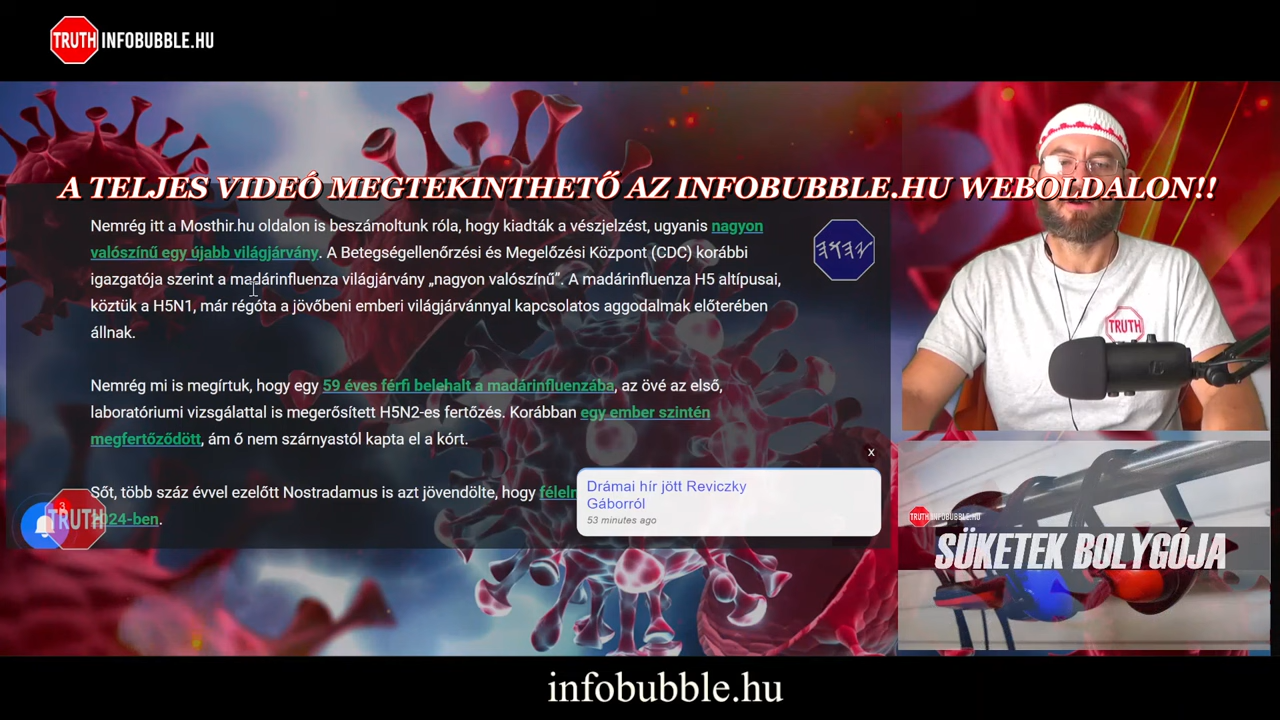 TRUTH INFOBUBBLE.HU
A TELJES VIDEÓ MEGTEKINTHETŐ AZ INFOBUBBLE.HU WEBOLDALON!!
Nemrég itt a Mosthir.hu oldalon is beszámoltunk róla, hogy kiadták a vészjelzést, ugyanis nagyon
valószínű egy újabb világjárvány. A Betegségellenőrzési és Megelőzési Központ (CDC) korábbi
igazgatója szerint a madárinfluenza világjárvány „nagyon valószínű”. A madárinfluenza H5 altípusai,
köztük a H5N1, már régóta a jövőbeni emberi világjárvánnyal kapcsolatos aggodalmak előterében
állnak.
𐤉𐤄𐤅𐤄
TRUTH
Nemrég mi is megírtuk, hogy egy 59 éves férfi belehalt a madárinfluenzába, az övé az első,
laboratóriumi vizsgálattal is megerősített H5N2-es fertőzés. Korábban egy ember szintén
megfertőződött, ám ő nem szárnyastól kapta el a kórt.
x
Sőt, több száz évvel ezelőtt Nostradamus is azt jövendölte, hogy
2024-ben.
3
TRUTH
Drámai hír jött Reviczky
Gáborról
53 minutes ago
TRUTH INFOBUBBLE.HU
SÜKETEK BOLYGÓJA
infobubble.hu